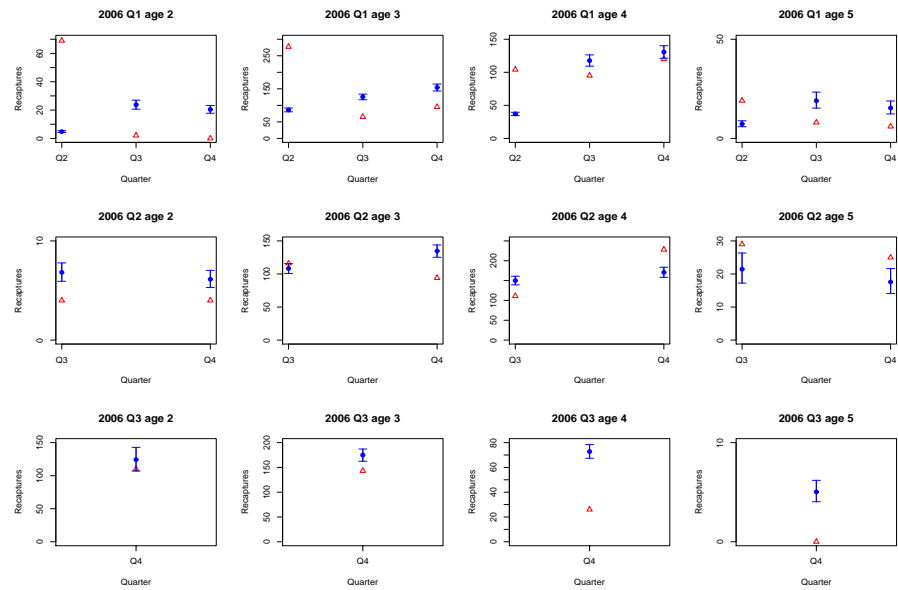 2006 Q1 age 2
2006 Q1 age 3
2006 Q1 age 4
2006 Q1 age 5
Recaptures
0 20 40 60
Q2 Q3 Q4
Quarter
Recaptures
0 50 150 250
Q2 Q3 Q4
Quarter
Recaptures
0 50 100 150
Q2 Q3 Q4
Quarter
Recaptures
0 50
Q2 Q3 Q4
Quarter
2006 Q2 age 2
2006 Q2 age 3
2006 Q2 age 4
2006 Q2 age 5
Recaptures
0 10
Q3 Q4
Quarter
Recaptures
0 50 100 150
Q3 Q4
Quarter
Recaptures
0 50 100 200
Q3 Q4
Quarter
Recaptures
0 10 20 30
Q3 Q4
Quarter
2006 Q3 age 2
2006 Q3 age 3
2006 Q3 age 4
2006 Q3 age 5
Recaptures
0 50 100 150
Q4
Quarter
Recaptures
0 50 100 150 200
Q4
Quarter
Recaptures
0 20 40 60 80
Q4
Quarter
Recaptures
0 10
Q4
Quarter